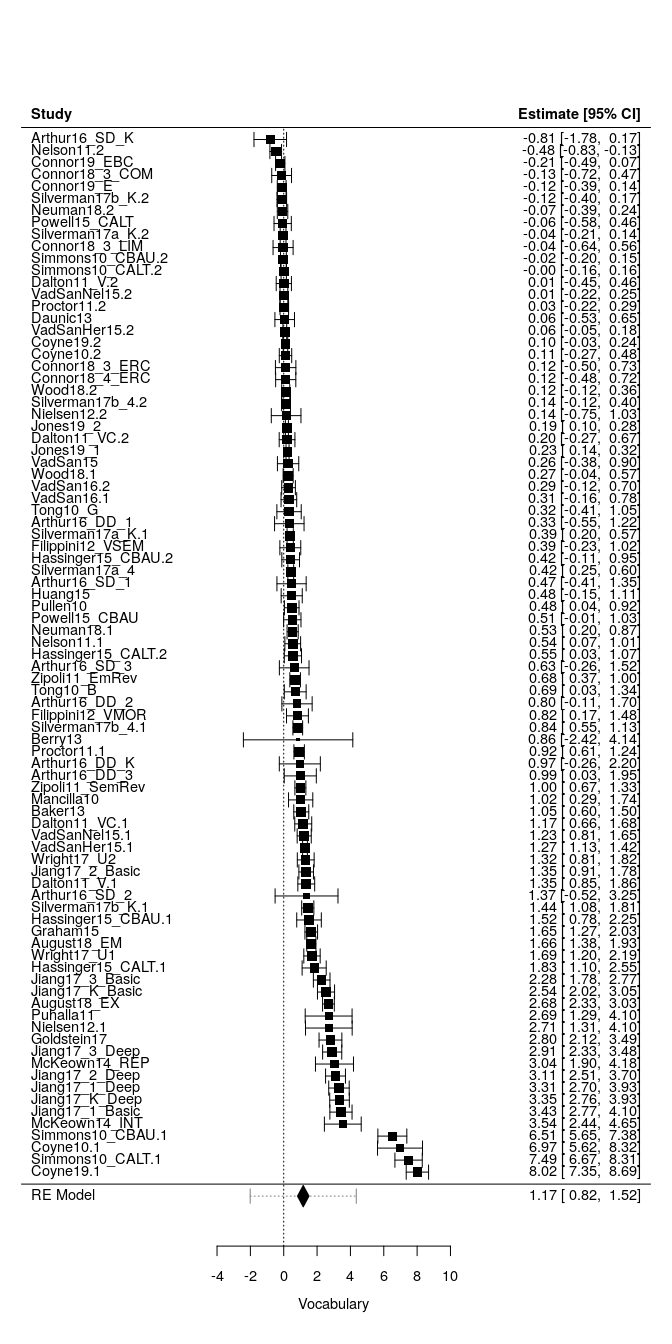 Study Estimate [95% CI]
Arthur16_SD_K -0.81 [-1.78, 0.17]
Nelson11.2 -0.48 [-0.83, -0.13]
Connor19_EBC -0.21 [-0.49, 0.07]
Connor18_3_COM -0.13 [-0.72, 0.47]
Connor19_E -0.12 [-0.39, 0.14]
Silverman17b_K.2 -0.12 [-0.40, 0.17]
Neuman18.2 -0.07 [-0.39, 0.24]
Powell15_CALT -0.06 [-0.58, 0.46]
Silverman17a_K.2 -0.04 [-0.21, 0.14]
Connor18_3_LIM -0.04 [-0.64, 0.56]
Simmons10_CBAU.2 -0.02 [-0.20, 0.15]
Simmons10_CALT.2 -0.00 [-0.16, 0.16]
Dalton11_V.2 0.01 [-0.45, 0.46]
VadSanNel15.2 0.01 [-0.22, 0.25]
Proctor11.2 0.03 [-0.22, 0.29]
Daunic13 0.06 [-0.53, 0.65]
VadSanHer15.2 0.06 [-0.05, 0.18]
Coyne19.2 0.10 [-0.03, 0.24]
Coyne10.2 0.11 [-0.27, 0.48]
Connor18_3_ERC 0.12 [-0.50, 0.73]
Connor18_4_ERC 0.12 [-0.48, 0.72]
Wood18.2 0.12 [-0.12, 0.36]
Silverman17b_4.2 0.14 [-0.12, 0.40]
Nielsen12.2 0.14 [-0.75, 1.03]
Jones19_2 0.19 [ 0.10, 0.28]
Dalton11_VC.2 0.20 [-0.27, 0.67]
Jones19_1 0.23 [ 0.14, 0.32]
VadSan15 0.26 [-0.38, 0.90]
Wood18.1 0.27 [-0.04, 0.57]
VadSan16.2 0.29 [-0.12, 0.70]
VadSan16.1 0.31 [-0.16, 0.78]
Tong10_G 0.32 [-0.41, 1.05]
Arthur16_DD_1 0.33 [-0.55, 1.22]
Silverman17a_K.1 0.39 [ 0.20, 0.57]
Filippini12_VSEM 0.39 [-0.23, 1.02]
Hassinger15_CBAU.2 0.42 [-0.11, 0.95]
Silverman17a_4 0.42 [ 0.25, 0.60]
Arthur16_SD_1 0.47 [-0.41, 1.35]
Huang15 0.48 [-0.15, 1.11]
Pullen10 0.48 [ 0.04, 0.92]
Powell15_CBAU 0.51 [-0.01, 1.03]
Neuman18.1 0.53 [ 0.20, 0.87]
Nelson11.1 0.54 [ 0.07, 1.01]
Hassinger15_CALT.2 0.55 [ 0.03, 1.07]
Arthur16_SD_3 0.63 [-0.26, 1.52]
Zipoli11_EmRev 0.68 [ 0.37, 1.00]
Tong10_B 0.69 [ 0.03, 1.34]
Arthur16_DD_2 0.80 [-0.11, 1.70]
Filippini12_VMOR 0.82 [ 0.17, 1.48]
Silverman17b_4.1 0.84 [ 0.55, 1.13]
Berry13 0.86 [-2.42, 4.14]
Proctor11.1 0.92 [ 0.61, 1.24]
Arthur16_DD_K 0.97 [-0.26, 2.20]
Arthur16_DD_3 0.99 [ 0.03, 1.95]
Zipoli11_SemRev 1.00 [ 0.67, 1.33]
Mancilla10 1.02 [ 0.29, 1.74]
Baker13 1.05 [ 0.60, 1.50]
Dalton11_VC.1 1.17 [ 0.66, 1.68]
VadSanNel15.1 1.23 [ 0.81, 1.65]
VadSanHer15.1 1.27 [ 1.13, 1.42]
Wright17_U2 1.32 [ 0.81, 1.82]
Jiang17_2_Basic 1.35 [ 0.91, 1.78]
Dalton11_V.1 1.35 [ 0.85, 1.86]
Arthur16_SD_2 1.37 [-0.52, 3.25]
Silverman17b_K.1 1.44 [ 1.08, 1.81]
Hassinger15_CBAU.1 1.52 [ 0.78, 2.25]
Graham15 1.65 [ 1.27, 2.03]
August18_EM 1.66 [ 1.38, 1.93]
Wright17_U1 1.69 [ 1.20, 2.19]
Hassinger15_CALT.1 1.83 [ 1.10, 2.55]
Jiang17_3_Basic 2.28 [ 1.78, 2.77]
Jiang17_K_Basic 2.54 [ 2.02, 3.05]
August18_EX 2.68 [ 2.33, 3.03]
Puhalla11 2.69 [ 1.29, 4.10]
Nielsen12.1 2.71 [ 1.31, 4.10]
Goldstein17 2.80 [ 2.12, 3.49]
Jiang17_3_Deep 2.91 [ 2.33, 3.48]
McKeown14_REP 3.04 [ 1.90, 4.18]
Jiang17_2_Deep 3.11 [ 2.51, 3.70]
Jiang17_1_Deep 3.31 [ 2.70, 3.93]
Jiang17_K_Deep 3.35 [ 2.76, 3.93]
Jiang17_1_Basic 3.43 [ 2.77, 4.10]
McKeown14_INT 3.54 [ 2.44, 4.65]
Simmons10_CBAU.1 6.51 [ 5.65, 7.38]
Coyne10.1 6.97 [ 5.62, 8.32]
Simmons10_CALT.1 7.49 [ 6.67, 8.31]
Coyne19.1 8.02 [ 7.35, 8.69]
RE Model 1.17 [ 0.82, 1.52]
-4 -2 0 2 4 6 8 10
Vocabulary